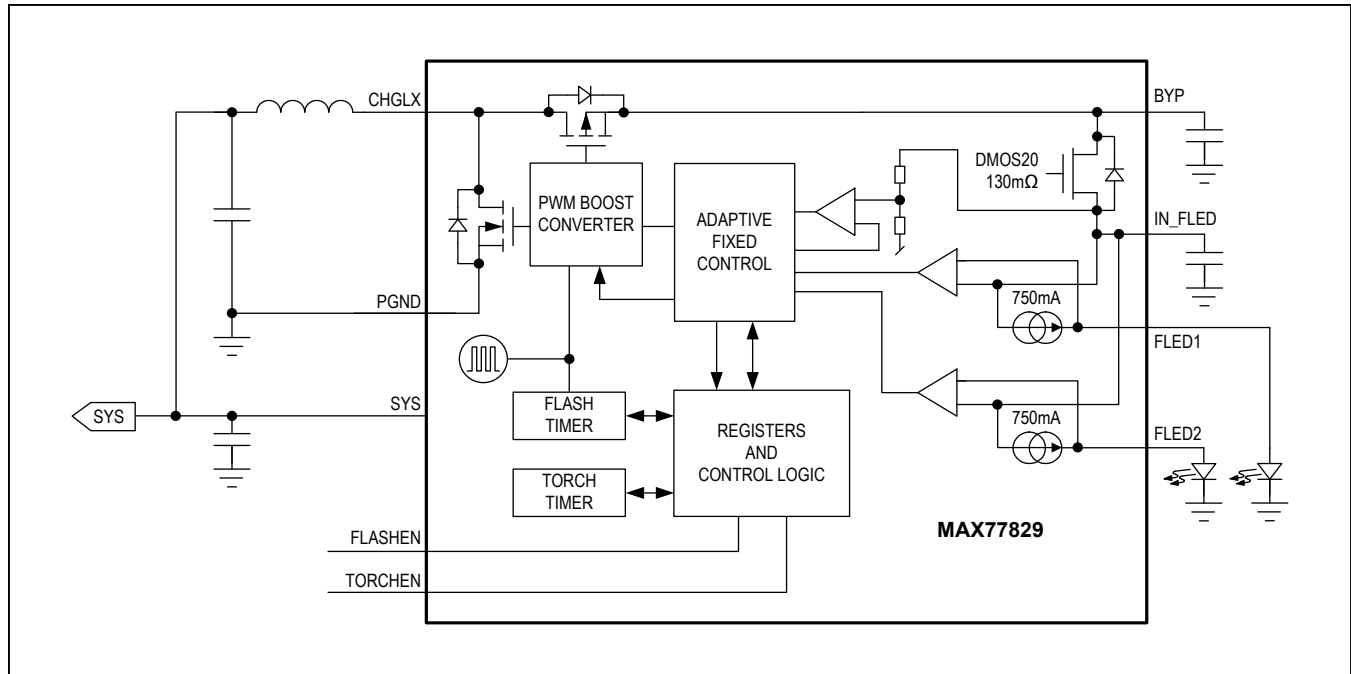 CHGLX
BYP
DMOS20
130mΩ
PWM BOOST
CONVERTER
ADAPTIVE
FIXED
CONTROL
IN_FLED
750mA
PGND
FLED1
SYS
SYS
FLASH
TIMER
REGISTERS
AND
CONTROL LOGIC
750mA
FLED2
TORCH
TIMER
MAX77829
FLASHEN
TORCHEN